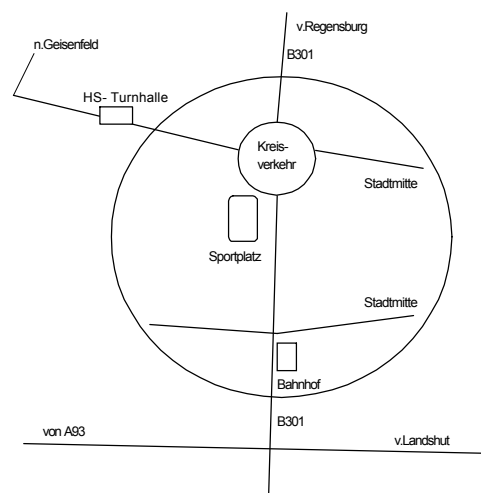 v.Regensburg
n.Geisenfeld
B301
HS- Turnhalle
Kreis-
verkehr
Stadtmitte
Sportplatz
Stadtmitte
Bahnhof
B301
von A93
v.Landshut